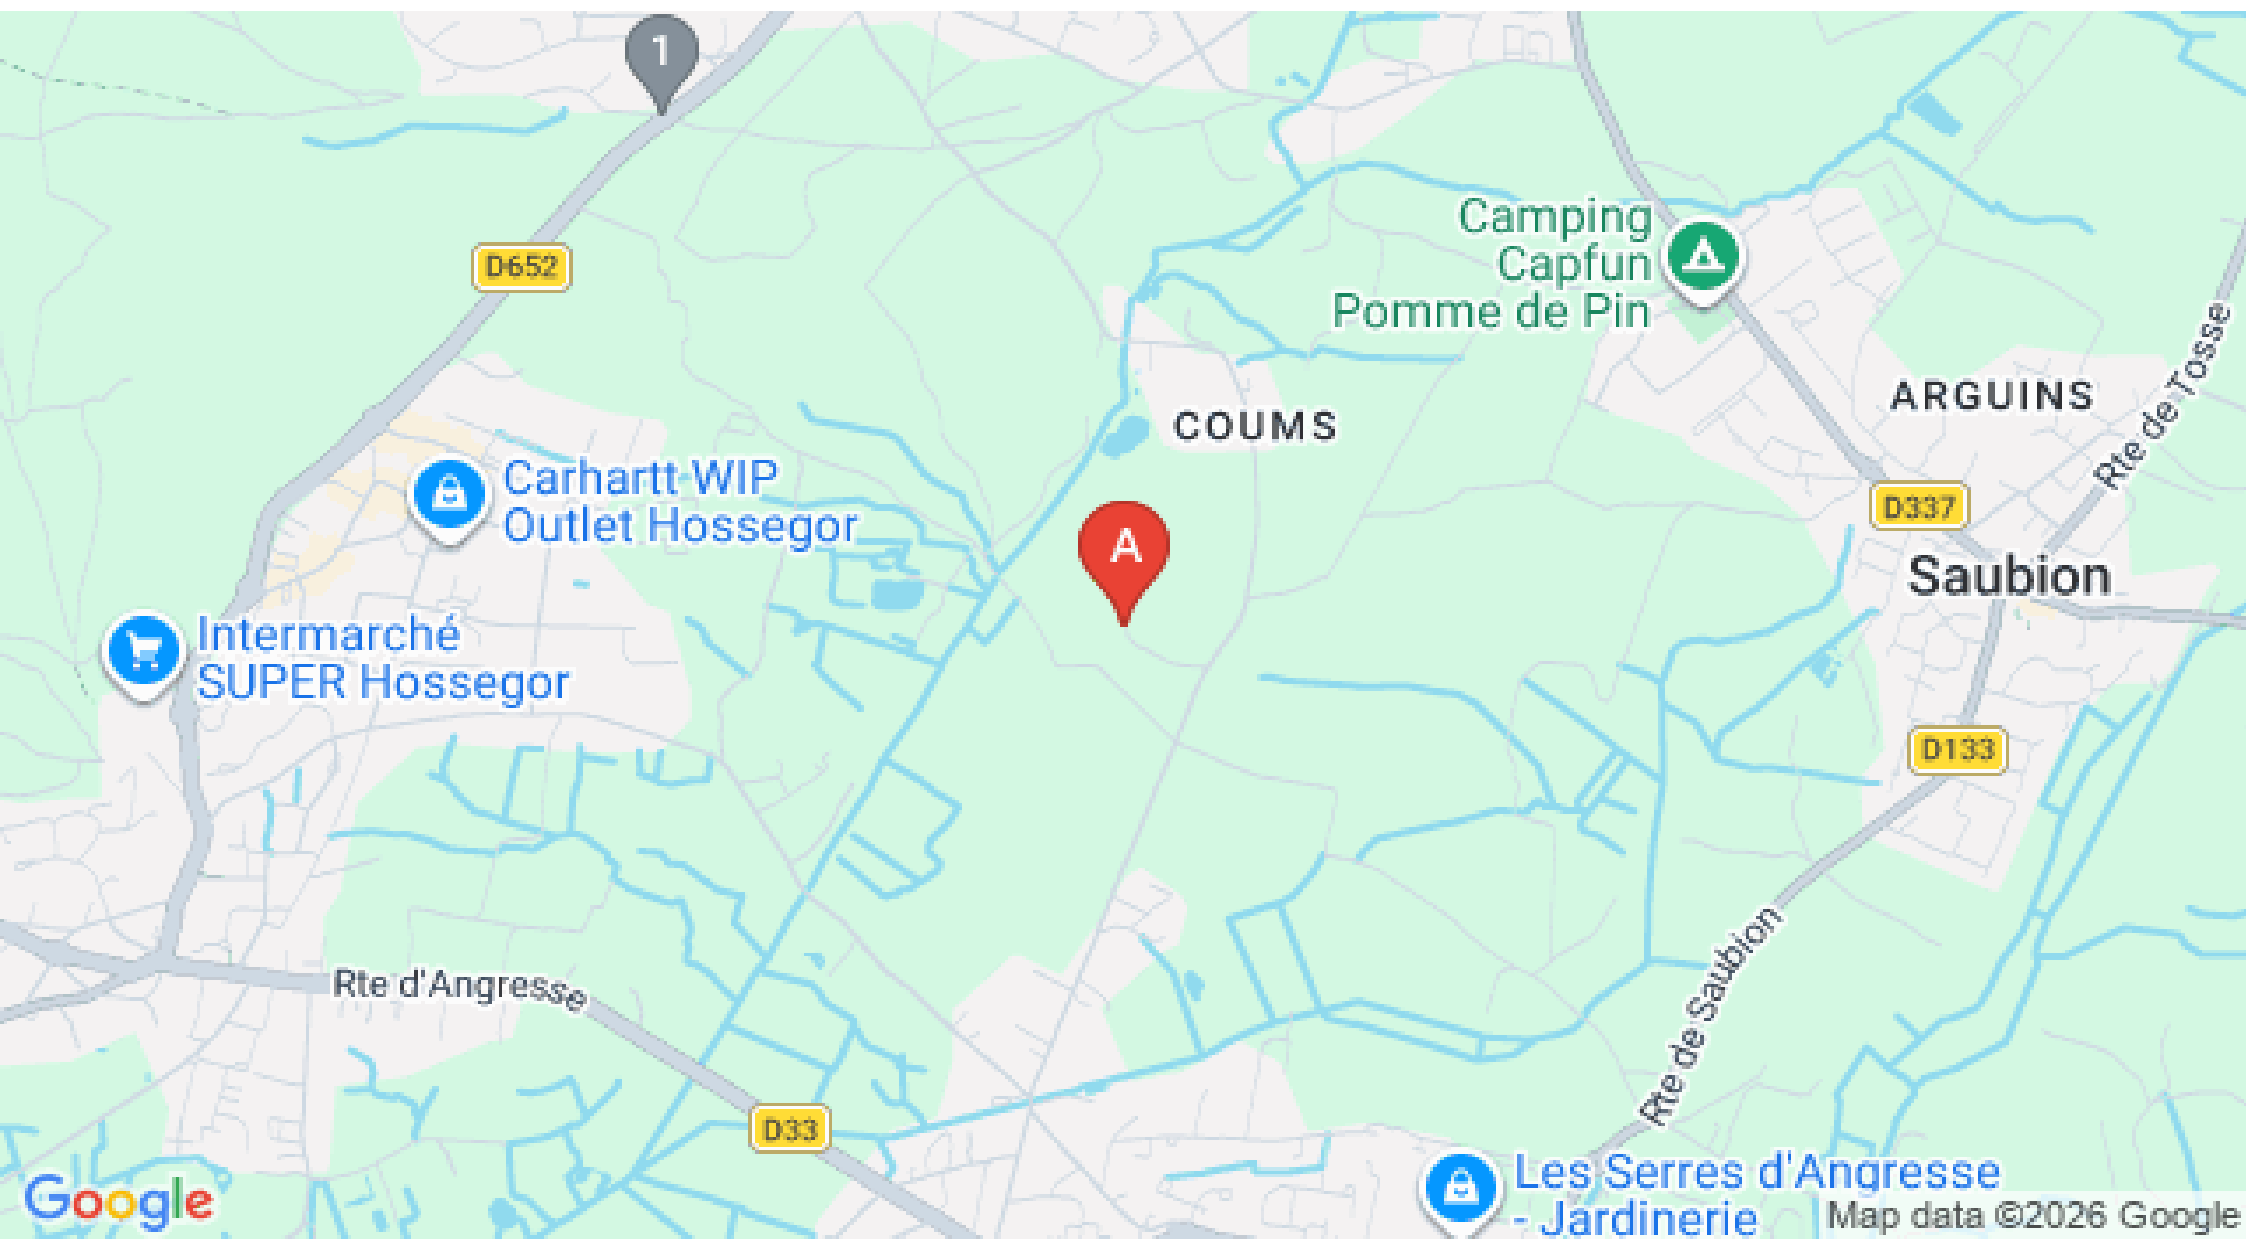 1
D652
Camping
Capfun
Pomme de Pin
Rte de Tosse
ARGUINS
COUMS
Carhartt WIP
Outlet Hossegor
A
D337
Saubion
Intermarché
SUPER Hossegor
D133
Rte d'Angresse
Rte de Saubion
D33
Les Serres d'Angresse
- Jardinerie
Google
Map data ©2026 Google